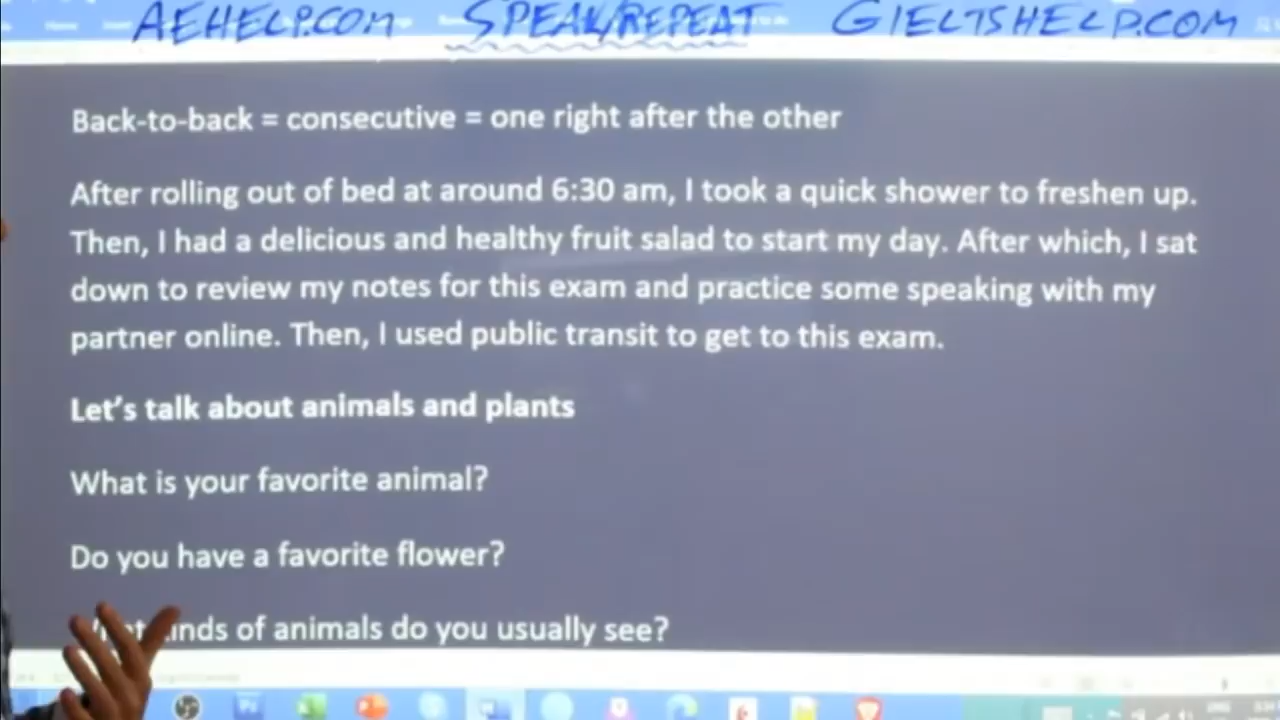 AEHELP.COM SPEAK/REPEAT GIELTSHELP.COM
Back-to-back = consecutive = one right after the other
After rolling out of bed at around 6:30 am, I took a quick shower to freshen up.
Then, I had a delicious and healthy fruit salad to start my day. After which, I sat
down to review my notes for this exam and practice some speaking with my
partner online. Then, I used public transit to get to this exam.
Let's talk about animals and plants
What is your favorite animal?
Do you have a favorite flower?
kinds of animals do you usually see?